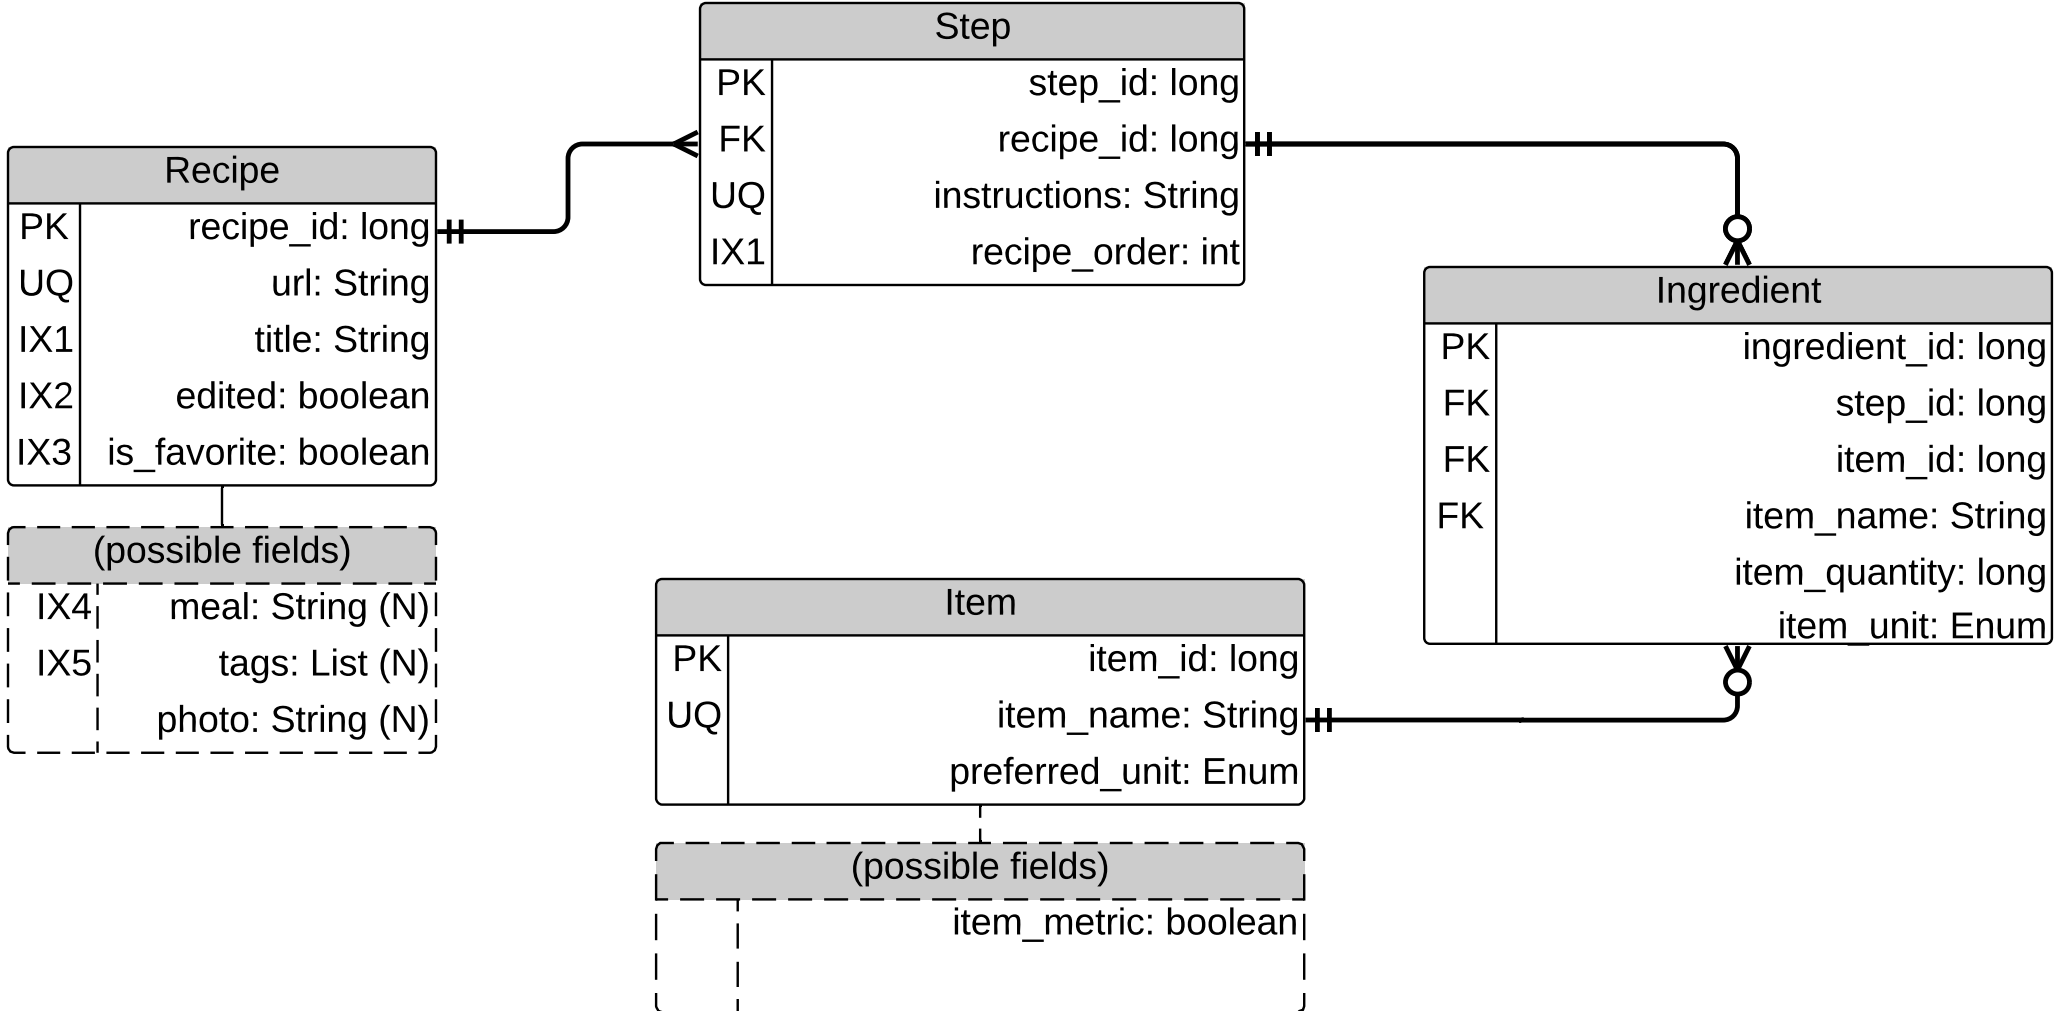 Recipe
PK recipe_id: long
UQ url: String
IX1 title: String
IX2 edited: boolean
IX3 is_favorite: boolean
(possible fields)
IX4 meal: String (N)
IX5 tags: List (N)
photo: String (N)
Step
PK step_id: long
FK recipe_id: long
UQ instructions: String
IX1 recipe_order: int
Ingredient
PK ingredient_id: long
FK step_id: long
FK item_id: long
FK item_name: String
item_quantity: long
item_unit: Enum
Item
PK item_id: long
UQ item_name: String
preferred_unit: Enum
(possible fields)
item_metric: boolean